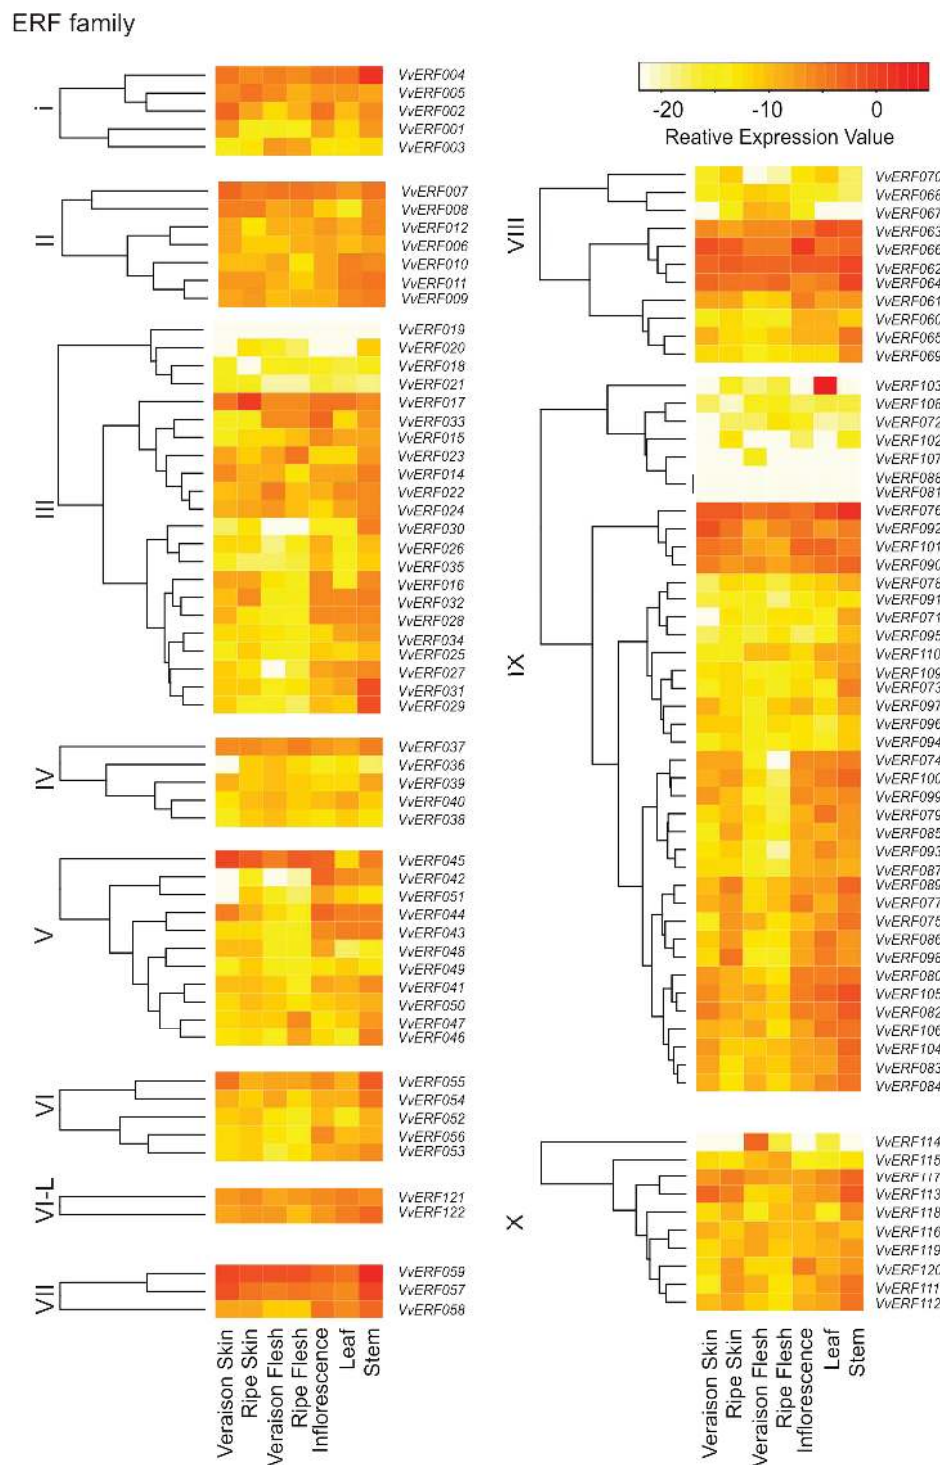 ERF family
i
VvERF004
VvERF005
VvERF002
VvERF001
VvERF003
II
VvERF007
VvERF008
VvERF012
VvERF006
VvERF010
VvERF011
VvERF009
III
VvERF019
VvERF020
VvERF018
VvERF021
VvERF017
VvERF033
VvERF015
VvERF023
VvERF014
VvERF022
VvERF024
VvERF030
VvERF026
VvERF035
VvERF016
VvERF032
VvERF028
VvERF034
VvERF025
VvERF027
VvERF031
VvERF029
IV
VvERF037
VvERF036
VvERF039
VvERF040
VvERF038
V
VvERF045
VvERF042
VvERF051
VvERF044
VvERF043
VvERF048
VvERF049
VvERF041
VvERF050
VvERF047
VvERF046
VI
VvERF055
VvERF054
VvERF052
VvERF056
VvERF053
VI-L
VvERF121
VvERF122
VII
VvERF059
VvERF057
VvERF058
Veraison Skin
Ripe Skin
Veraison Flesh
Ripe Flesh
Inflorescence
Leaf
Stem
-20 -10 0
Reative Expression Value
VIII
VvERF070
VvERF068
VvERF067
VvERF063
VvERF066
VvERF062
VvERF064
VvERF061
VvERF060
VvERF065
VvERF069
IX
VvERF103
VvERF108
VvERF072
VvERF102
VvERF107
VvERF088
VvERF081
VvERF076
VvERF092
VvERF101
VvERF090
VvERF078
VvERF091
VvERF071
VvERF095
VvERF110
VvERF109
VvERF073
VvERF097
VvERF096
VvERF094
VvERF074
VvERF100
VvERF099
VvERF079
VvERF085
VvERF093
VvERF087
VvERF089
VvERF077
VvERF075
VvERF086
VvERF098
VvERF080
VvERF105
VvERF082
VvERF106
VvERF104
VvERF083
VvERF084
X
VvERF114
VvERF115
VvERF117
VvERF113
VvERF118
VvERF116
VvERF119
VvERF120
VvERF111
VvERF112
Veraison Skin
Ripe Skin
Veraison Flesh
Ripe Flesh
Inflorescence
Leaf
Stem